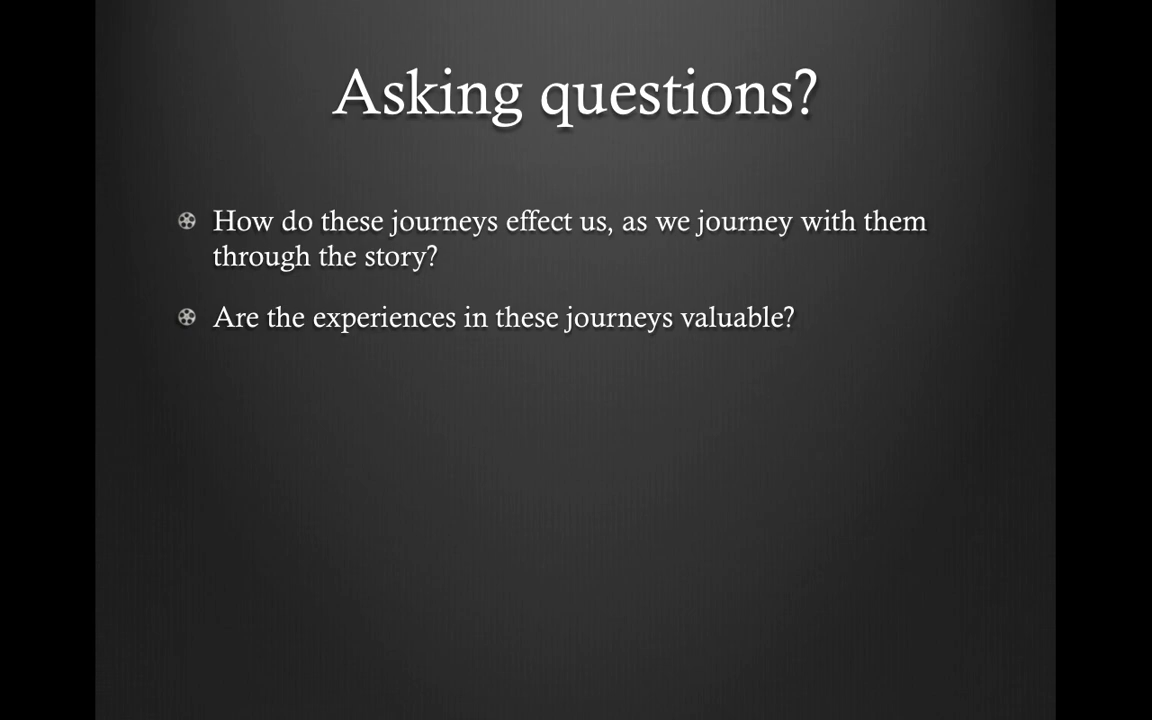 Asking questions?
How do these journeys effect us, as we journey with them
through the story?
Are the experiences in these journeys valuable?